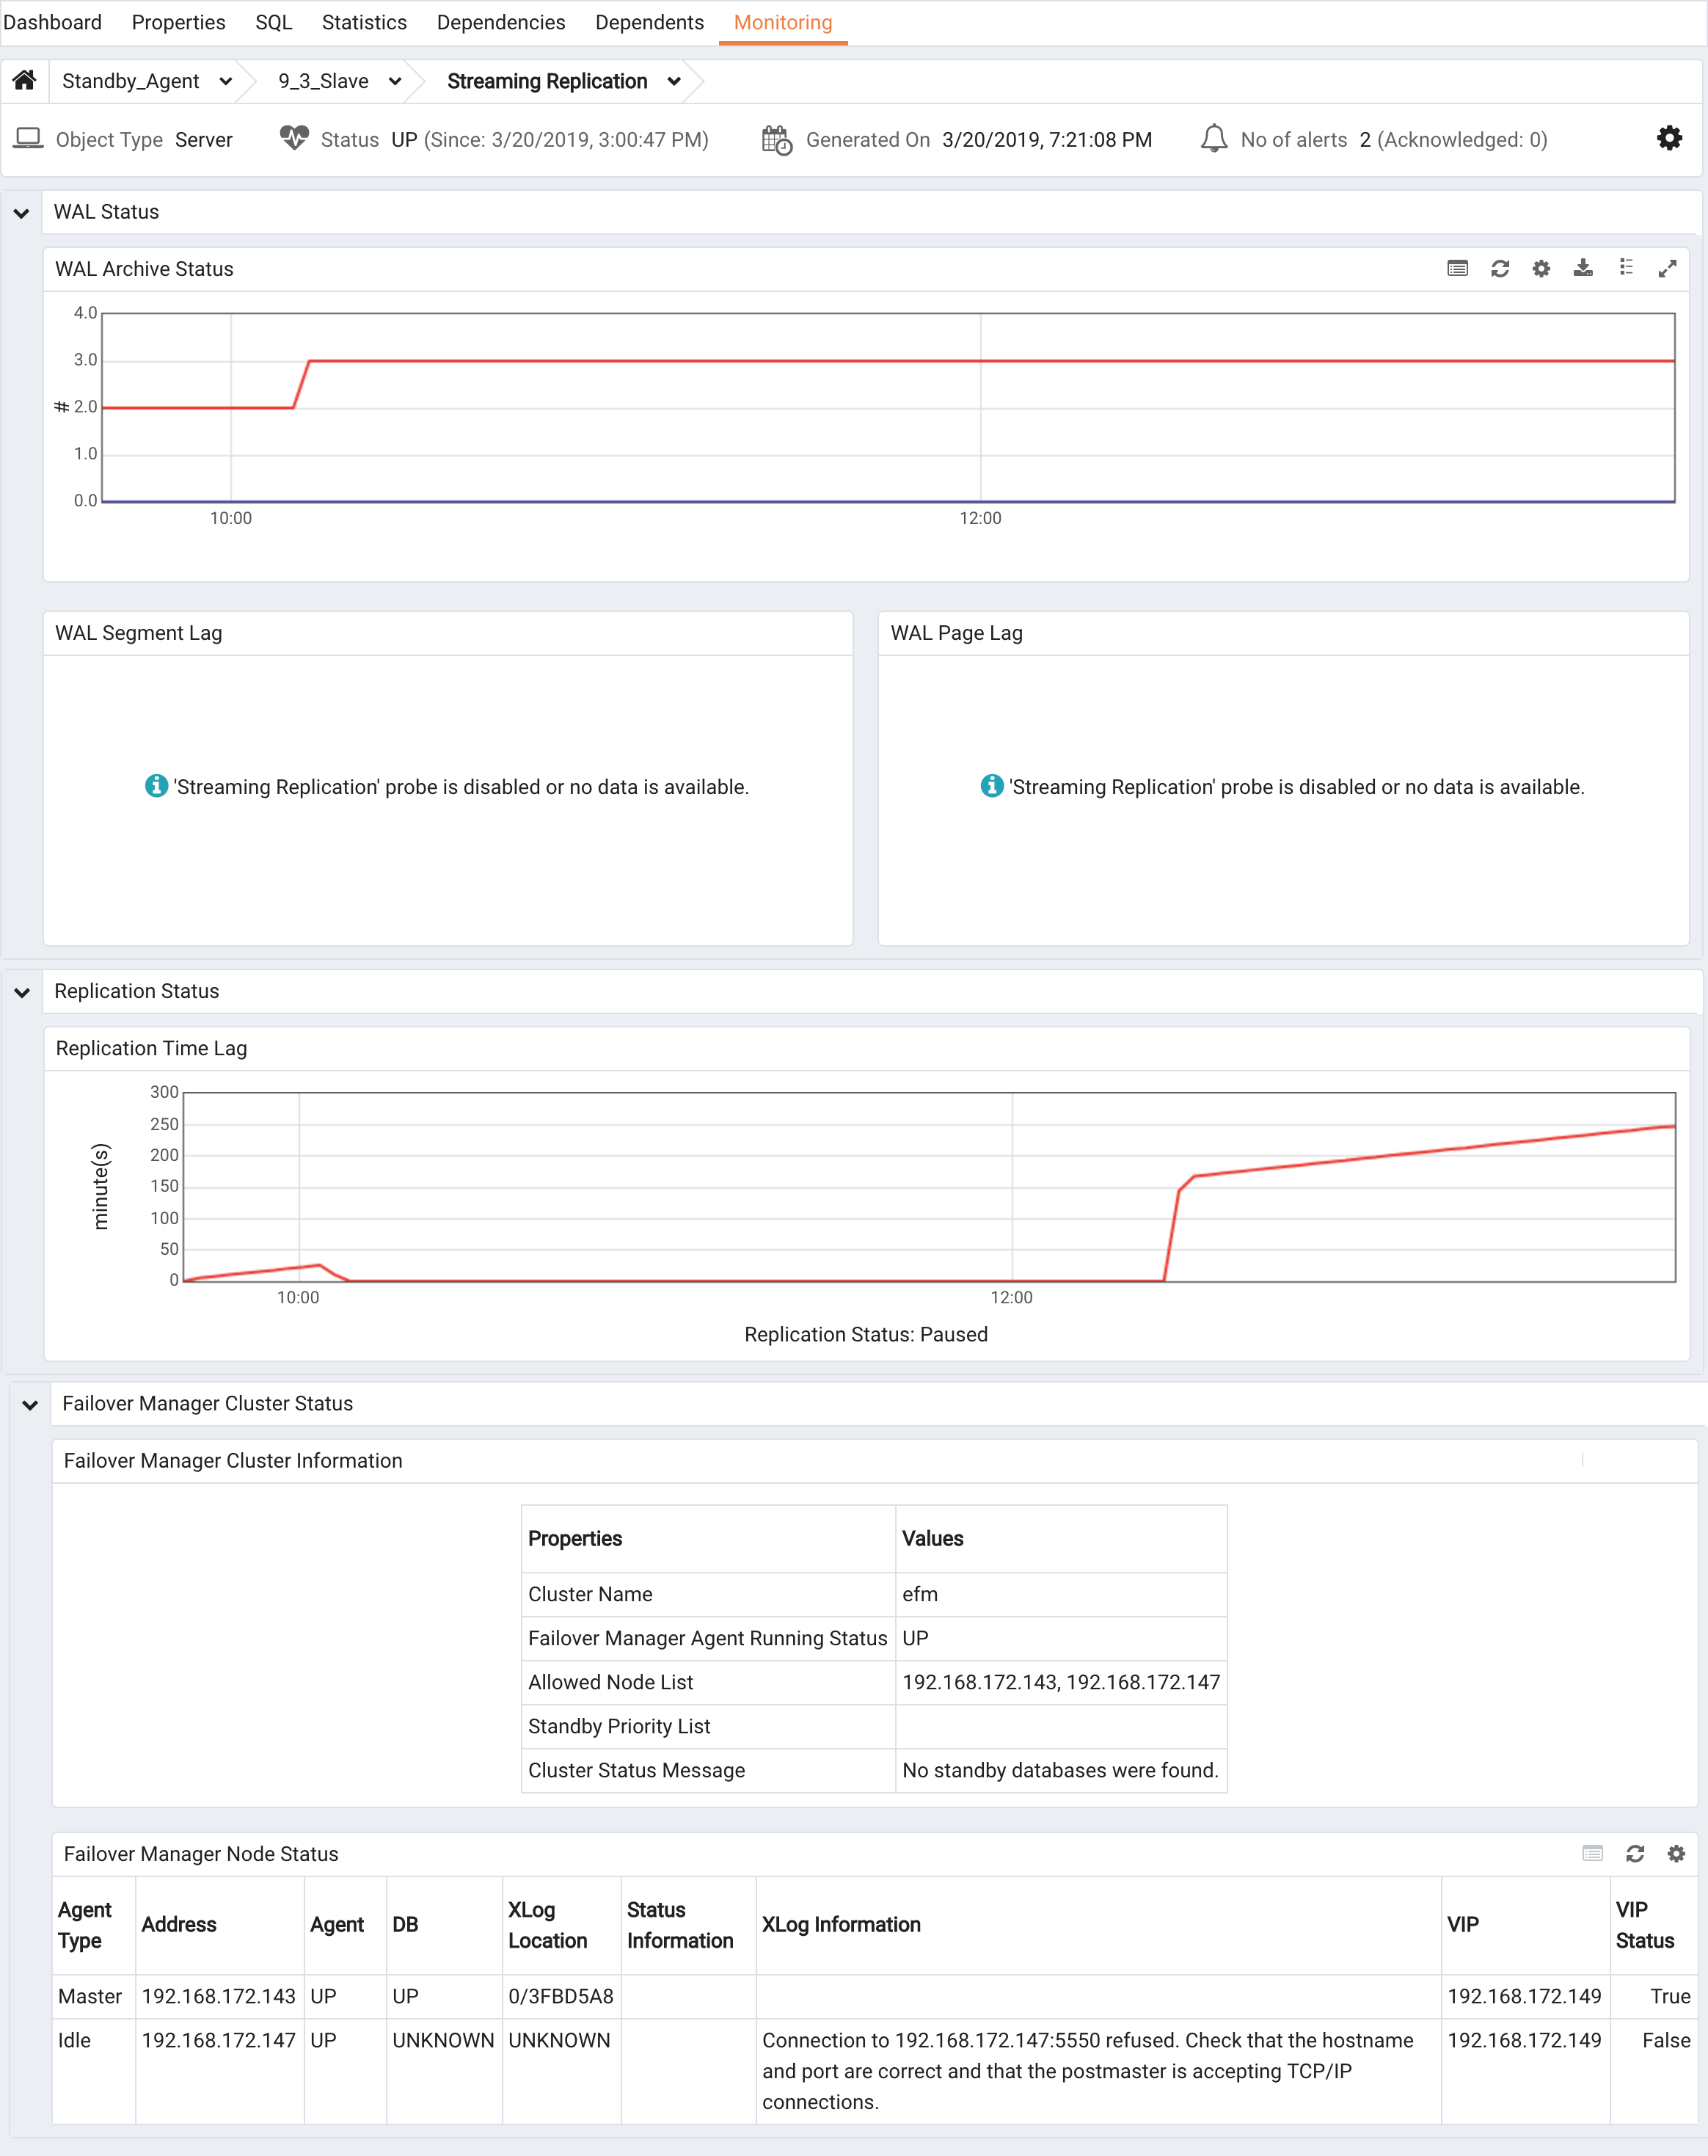 Dashboard Properties SQL Statistics Dependencies Dependents Monitoring
Standby_Agent 9_3_Slave Streaming Replication
Object Type Server Status UP (Since: 3/20/2019, 3:00:47 PM) Generated On 3/20/2019, 7:21:08 PM No of alerts 2 (Acknowledged: 0)
WAL Status
WAL Archive Status
4.0
3.0
# 2.0
1.0
0.0
10:00 12:00
WAL Segment Lag
'Streaming Replication' probe is disabled or no data is available.
WAL Page Lag
'Streaming Replication' probe is disabled or no data is available.
Replication Status
Replication Time Lag
minute(s)
300
250
200
150
100
50
0
10:00 12:00
Replication Status: Paused
Failover Manager Cluster Status
Failover Manager Cluster Information
Properties Values
Cluster Name efm
Failover Manager Agent Running Status UP
Allowed Node List 192.168.172.143, 192.168.172.147
Standby Priority List
Cluster Status Message No standby databases were found.
Failover Manager Node Status
Agent Type Address Agent DB XLog Location Status Information XLog Information VIP VIP Status
Master 192.168.172.143 UP UP 0/3FBD5A8 192.168.172.149 True
Idle 192.168.172.147 UP UNKNOWN UNKNOWN Connection to 192.168.172.147:5550 refused. Check that the hostname 192.168.172.149 False
and port are correct and that the postmaster is accepting TCP/IP
connections.